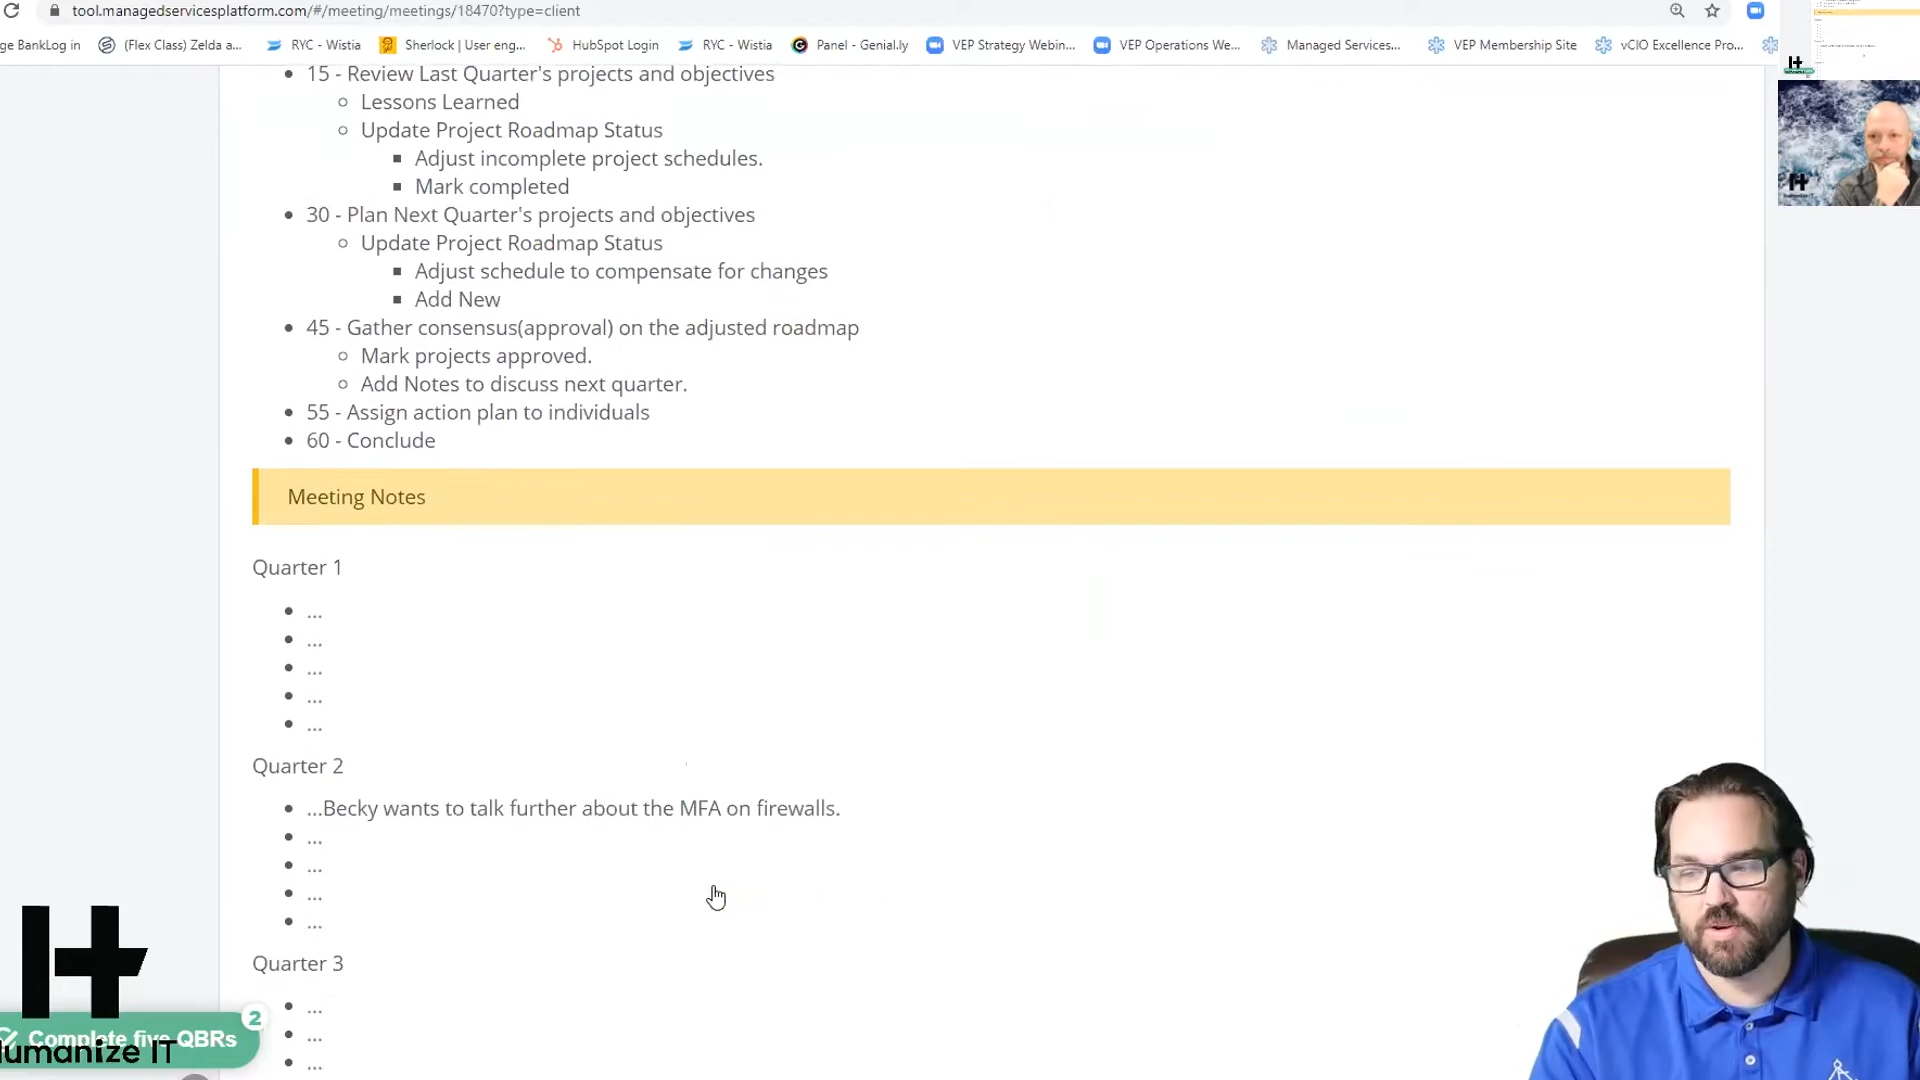 tool.managedservicesplatform.com/#/meeting/meetings/18470?type=client
ge BankLog in (Flex Class) Zelda a... RYC - Wistia Sherlock | User eng... HubSpot Login RYC - Wistia Panel - Genial.ly VEP Strategy Webin... VEP Operations We... Managed Services... VEP Membership Site vCIO Excellence Pro...
• 15 - Review Last Quarter's projects and objectives
○ Lessons Learned
○ Update Project Roadmap Status
▪ Adjust incomplete project schedules.
▪ Mark completed
• 30 - Plan Next Quarter's projects and objectives
○ Update Project Roadmap Status
▪ Adjust schedule to compensate for changes
▪ Add New
• 45 - Gather consensus(approval) on the adjusted roadmap
○ Mark projects approved.
○ Add Notes to discuss next quarter.
• 55 - Assign action plan to individuals
• 60 - Conclude
Meeting Notes
Quarter 1
• ...
• ...
• ...
• ...
• ...
Quarter 2
• ...Becky wants to talk further about the MFA on firewalls.
• ...
• ...
• ...
• ...
Quarter 3
• ...
• ...
• ...
2
Complete five QBRs
Humanize IT